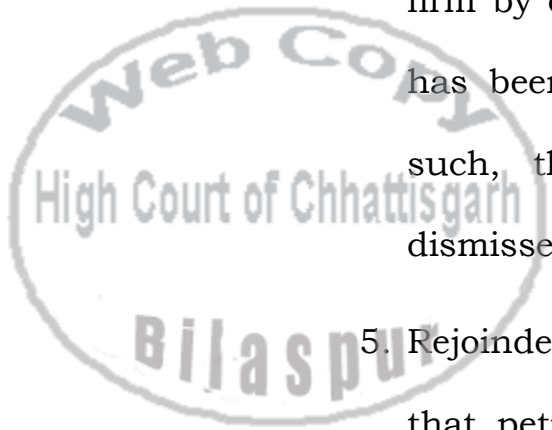 firm by
Web Copy
has been
such, th
High Court of Chhattisgarh
dismisse
Bilaspur
5. Rejoinde
that pet